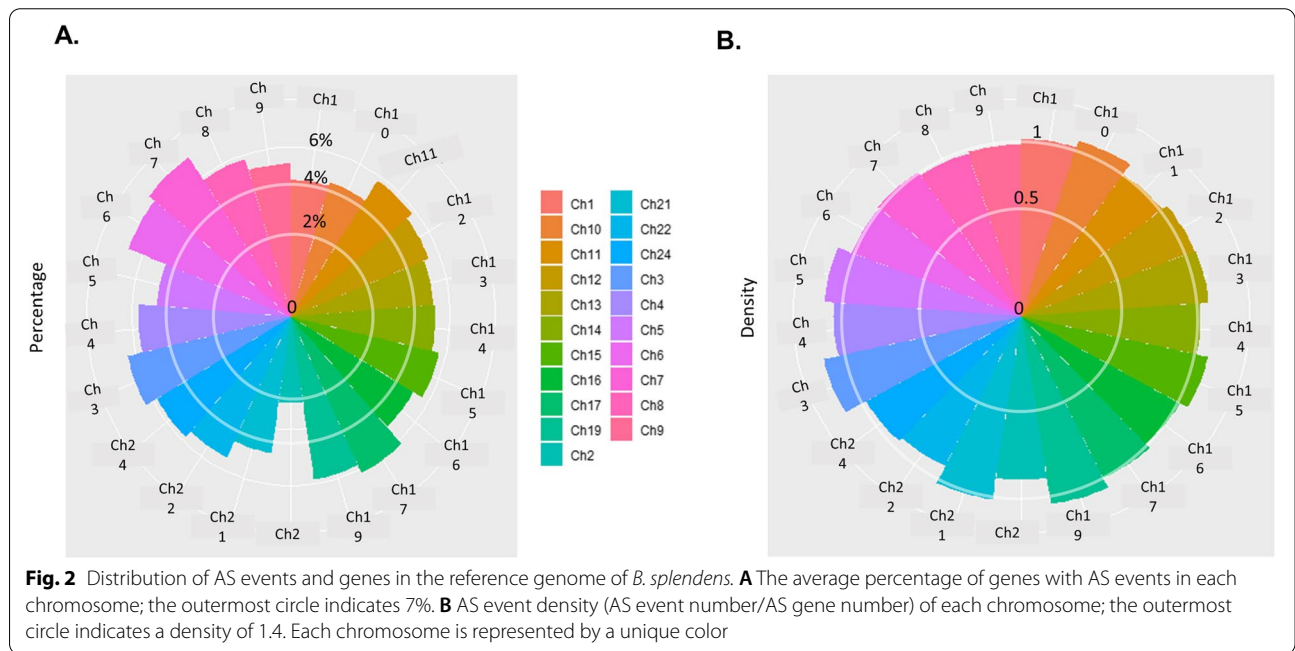 A.
B.
Ch
9
Ch1
Ch1
0
Ch11
Ch1
2
Ch1
3
Ch1
4
Ch1
5
Ch1
6
Ch1
7
Ch1
9
Ch2
Ch2
1
Ch2
2
Ch2
4
Ch
3
Ch
4
Ch
5
Ch
6
Ch
7
Ch
8
6%
4%
2%
0
Percentage
Ch1
Ch10
Ch11
Ch12
Ch13
Ch14
Ch15
Ch16
Ch17
Ch19
Ch2
Ch21
Ch22
Ch24
Ch3
Ch4
Ch5
Ch6
Ch7
Ch8
Ch9
Ch
9
Ch1
Ch1
0
Ch1
1
Ch1
2
Ch1
3
Ch1
4
Ch1
5
Ch1
6
Ch1
7
Ch1
9
Ch2
Ch2
1
Ch2
2
Ch2
4
Ch
3
Ch
4
Ch
5
Ch
6
Ch
7
Ch
8
1
0.5
0
Density
Fig. 2 Distribution of AS events and genes in the reference genome of B. splendens. A The average percentage of genes with AS events in each
chromosome; the outermost circle indicates 7%. B AS event density (AS event number/AS gene number) of each chromosome; the outermost
circle indicates a density of 1.4. Each chromosome is represented by a unique color